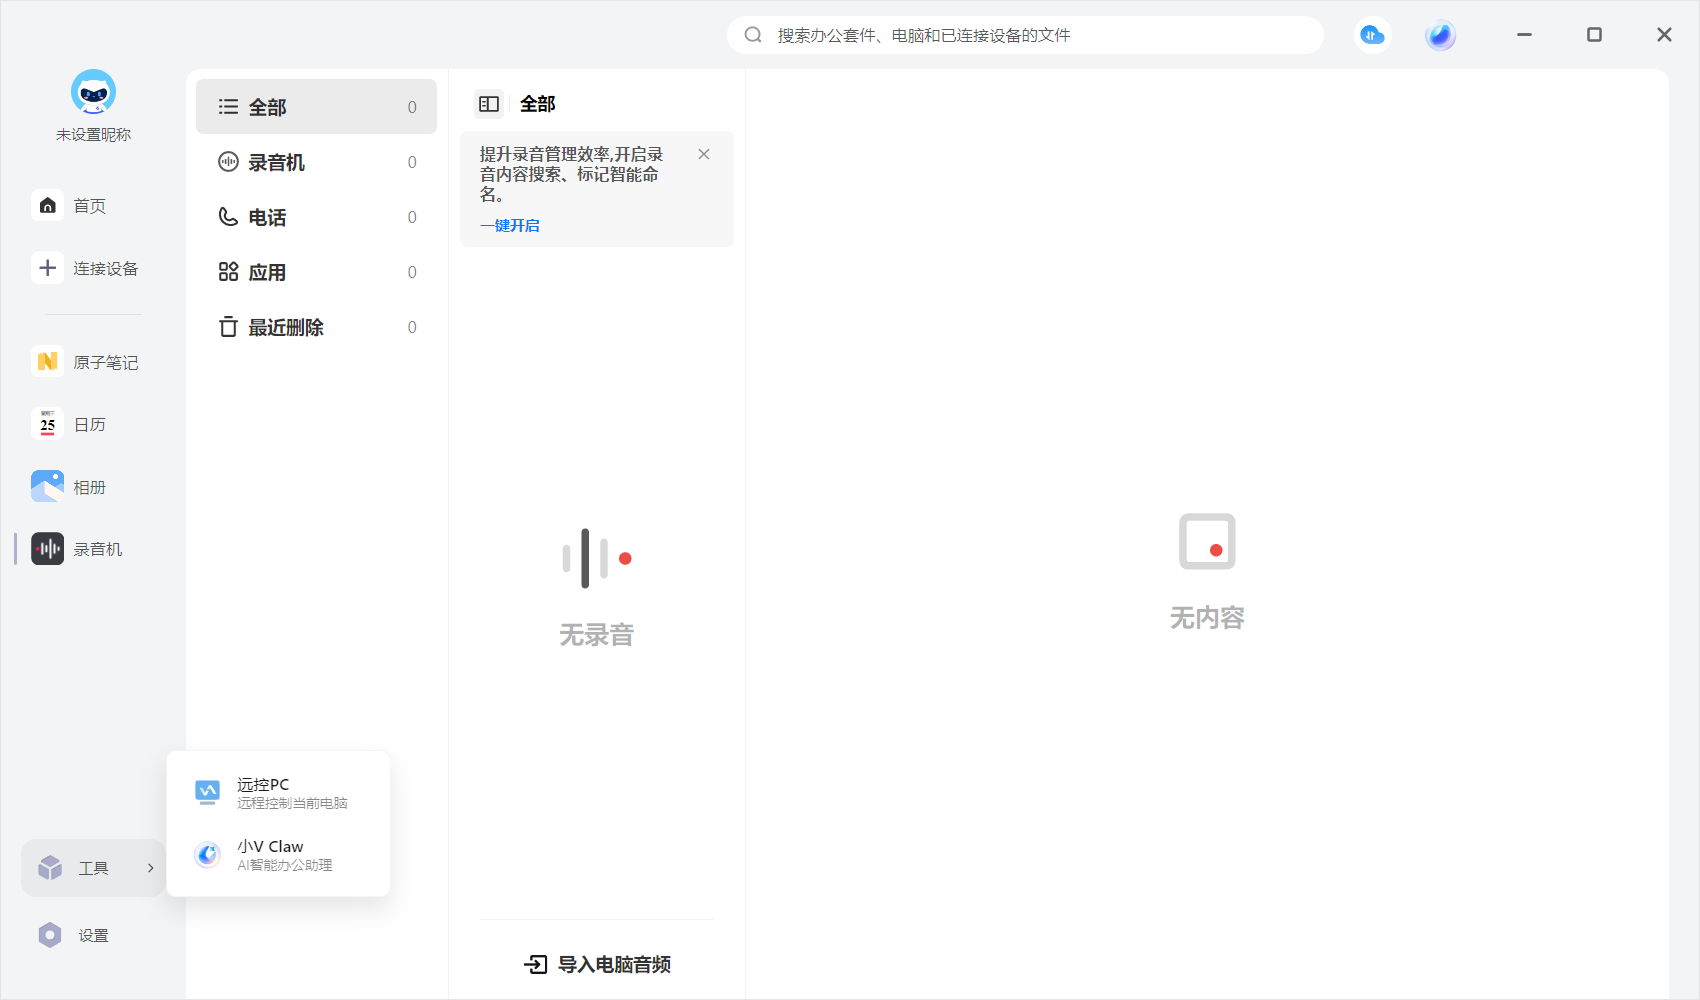 搜索办公套件、电脑和已连接设备的文件
未设置昵称
首页
连接设备
原子笔记
25
日历
相册
录音机
工具
设置
全部 0
录音机 0
电话 0
应用 0
最近删除 0
远控PC
远程控制当前电脑
小V Claw
AI智能办公助理
全部
提升录音管理效率,开启录
音内容搜索、标记智能命
名。
一键开启
无录音
导入电脑音频
无内容